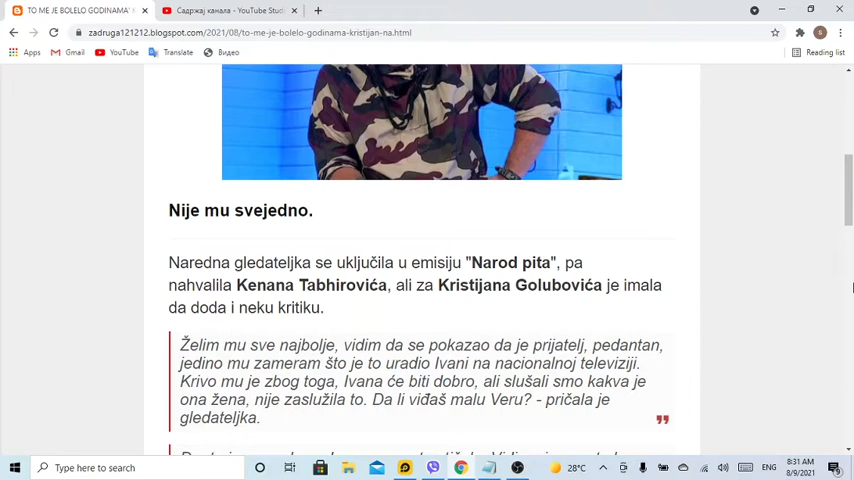 TO ME JE BOLELO GODINAMA' K
Садржај канала - YouTube Studi
zadruga121212.blogspot.com/2021/08/to-me-je-bolelo-godinama-kristijan-na.html
S
Apps
Gmail
YouTube
Translate
Видео
Reading list
Nije mu svejedno.
Naredna gledateljka se uključila u emisiju "Narod pita", pa
nahvalila Kenana Tabhirovića, ali za Kristijana Golubovića je imala
da doda i neku kritiku.
Želim mu sve najbolje, vidim da se pokazao da je prijatelj, pedantan,
jedino mu zameram što je to uradio Ivani na nacionalnoj televiziji.
Krivo mu je zbog toga, Ivana će biti dobro, ali slušali smo kakva je
ona žena, nije zaslužila to. Da li viđaš malu Veru? - pričala je
gledateljka.
Type here to search
28°C
ENG
8:31 AM
8/9/2021